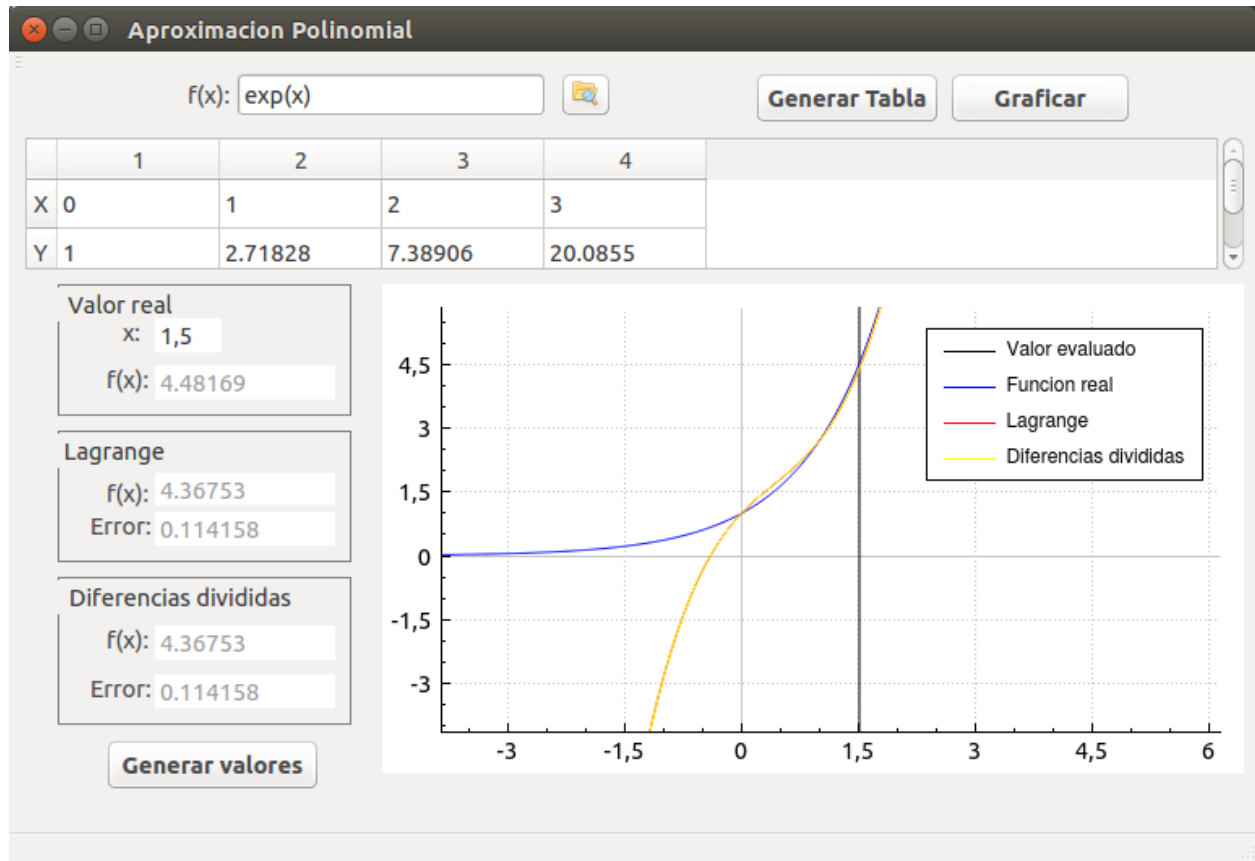 Aproximacion Polinomial
f(x): exp(x)
Generar Tabla
Graficar
1 2 3 4
X 0 1 2 3
Y 1 2.71828 7.38906 20.0855
Valor real
x: 1,5
f(x): 4.48169
Lagrange
f(x): 4.36753
Error: 0.114158
Diferencias divididas
f(x): 4.36753
Error: 0.114158
Generar valores
4,5
3
1,5
0
-1,5
-3
-3 -1,5 0 1,5 3 4,5 6
Valor evaluado
Funcion real
Lagrange
Diferencias divididas